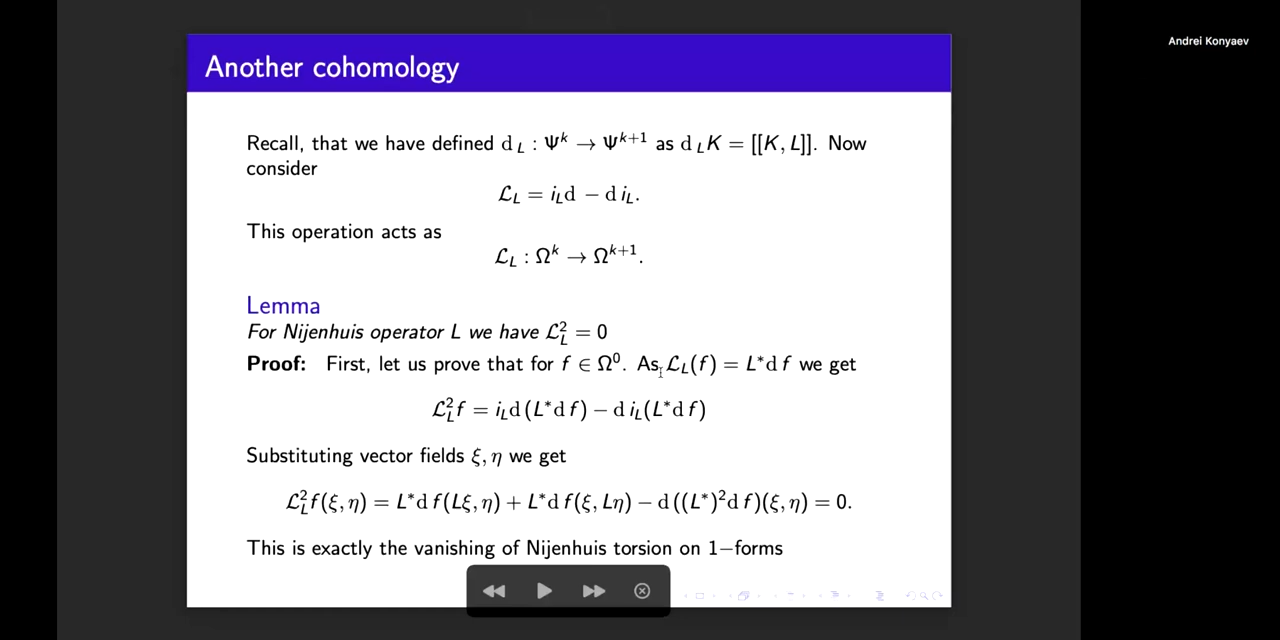 Andrei Konyaev
Another cohomology
Recall, that we have defined d_L : Ψ^k → Ψ^{k+1} as d_L K = [[K, L]]. Now
consider
ℒ_L = i_L d − d i_L.
This operation acts as
ℒ_L : Ω^k → Ω^{k+1}.
Lemma
For Nijenhuis operator L we have ℒ_L^2 = 0
Proof: First, let us prove that for f ∈ Ω^0. As ℒ_L(f) = L*d f we get
ℒ_L^2 f = i_L d (L*d f) − d i_L(L*d f)
Substituting vector fields ξ, η we get
ℒ_L^2 f(ξ, η) = L*d f(Lξ, η) + L*d f(ξ, Lη) − d ((L*)^2 d f)(ξ, η) = 0.
This is exactly the vanishing of Nijenhuis torsion on 1−forms